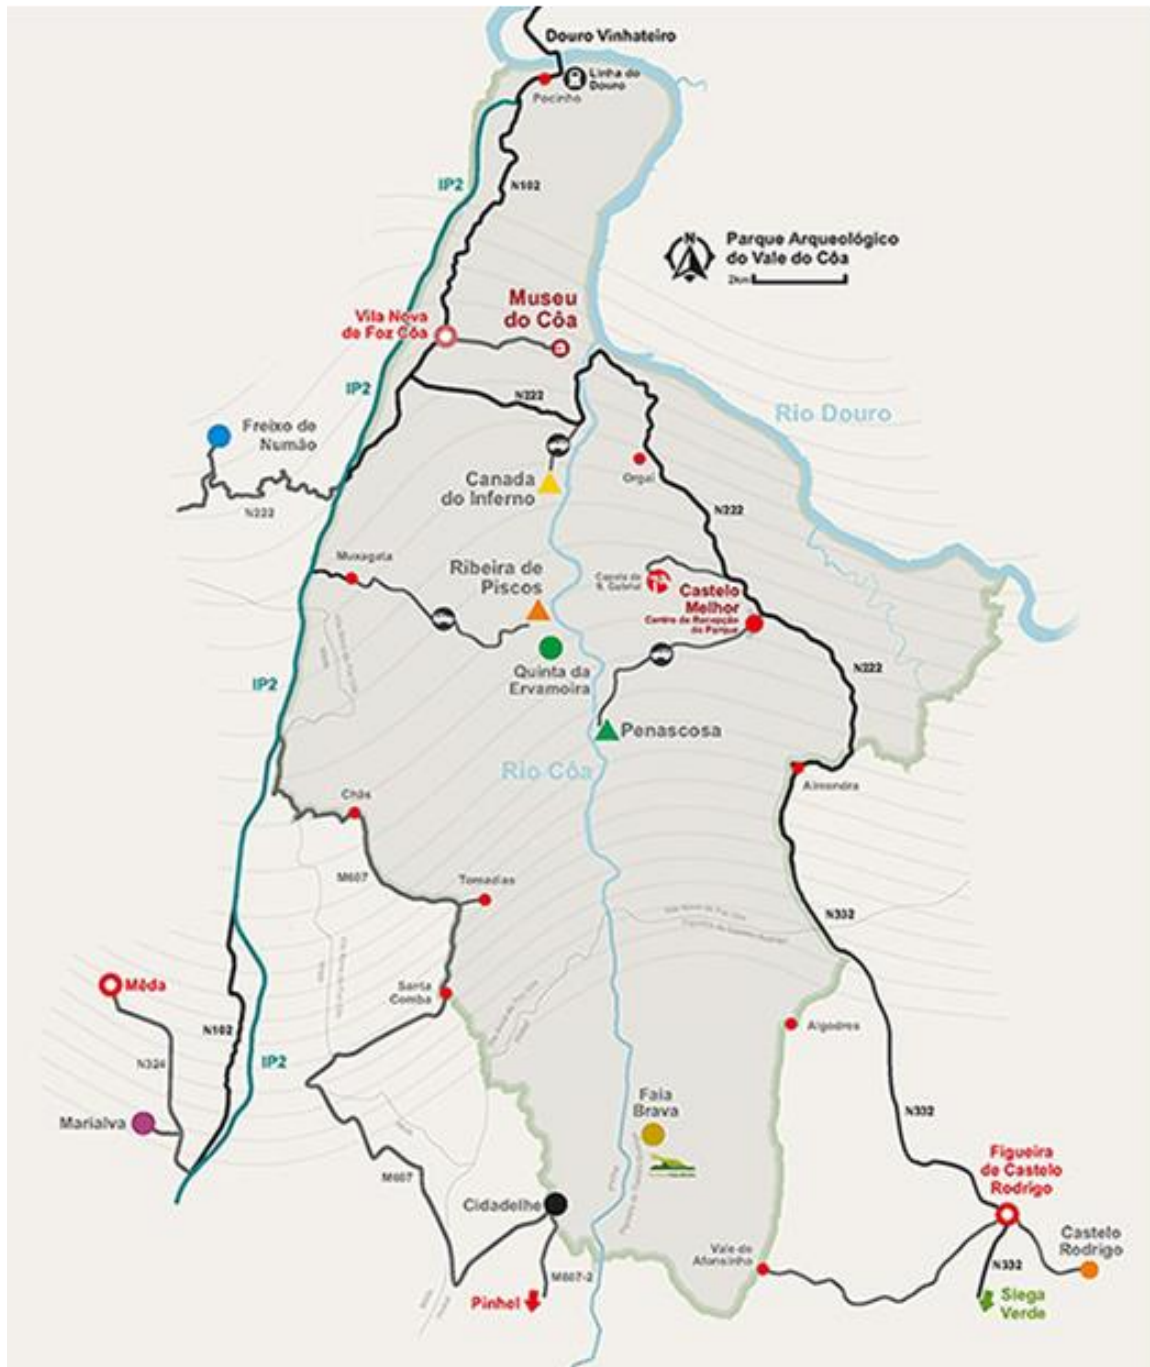 Douro Vinhateiro
Linha do
Douro
Pocinho
IP2
N102
N
Parque Arqueológico
do Vale do Côa
2km
Museu
do Côa
Vila Nova
de Foz Côa
IP2
N222
Rio Douro
Freixo de
Numão
Canada
do Inferno
Orgal
N222
N222
Muxagata
Ribeira de
Piscos
Capela de
S. Gabriel
Castelo
Melhor
Centro de Recepção
do Parque
N222
Quinta da
Ervamoira
IP2
Penascosa
Rio Côa
Almendra
Chãs
M607
Tomadias
N332
Mêda
Santa
Comba
N102
Algodres
N324
IP2
Faia
Brava
Marialva
N332
M607
Figueira
de Castelo
Rodrigo
Cidadelhe
Castelo
Rodrigo
Vale de
Afonsinho
N332
M607-2
Pinhel
Siega
Verde